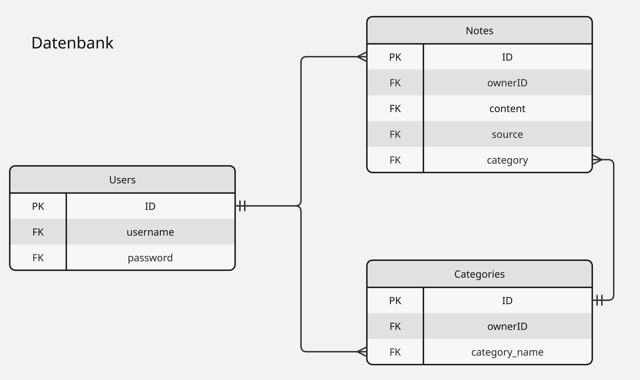 Datenbank
Users
PK ID
FK username
FK password
Notes
PK ID
FK ownerID
FK content
FK source
FK category
Categories
PK ID
FK ownerID
FK category_name